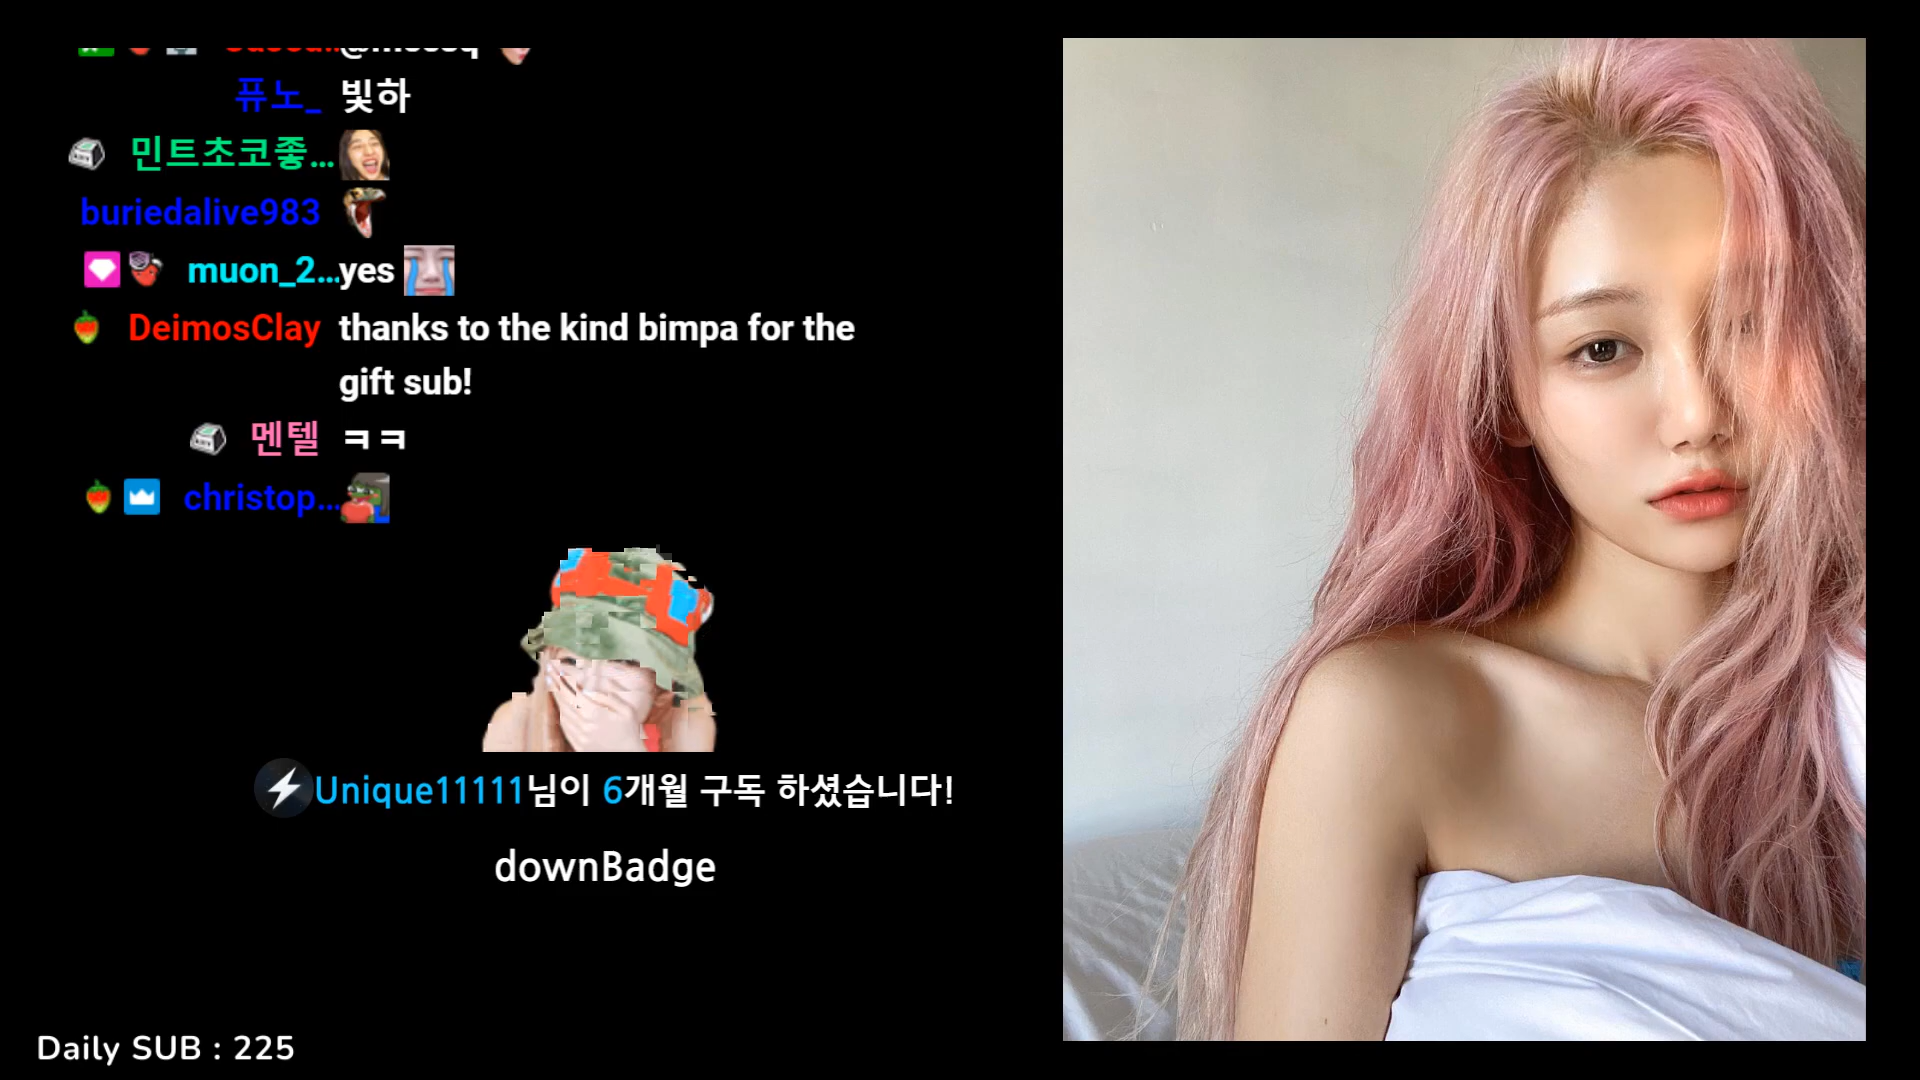 퓨노_ 빛하
민트초코좋...
buriedalive983
muon_2... yes
DeimosClay thanks to the kind bimpa for the
gift sub!
멘텔 ㅋㅋ
christop...
Unique11111님이 6개월 구독 하셨습니다!
downBadge
Daily SUB : 225